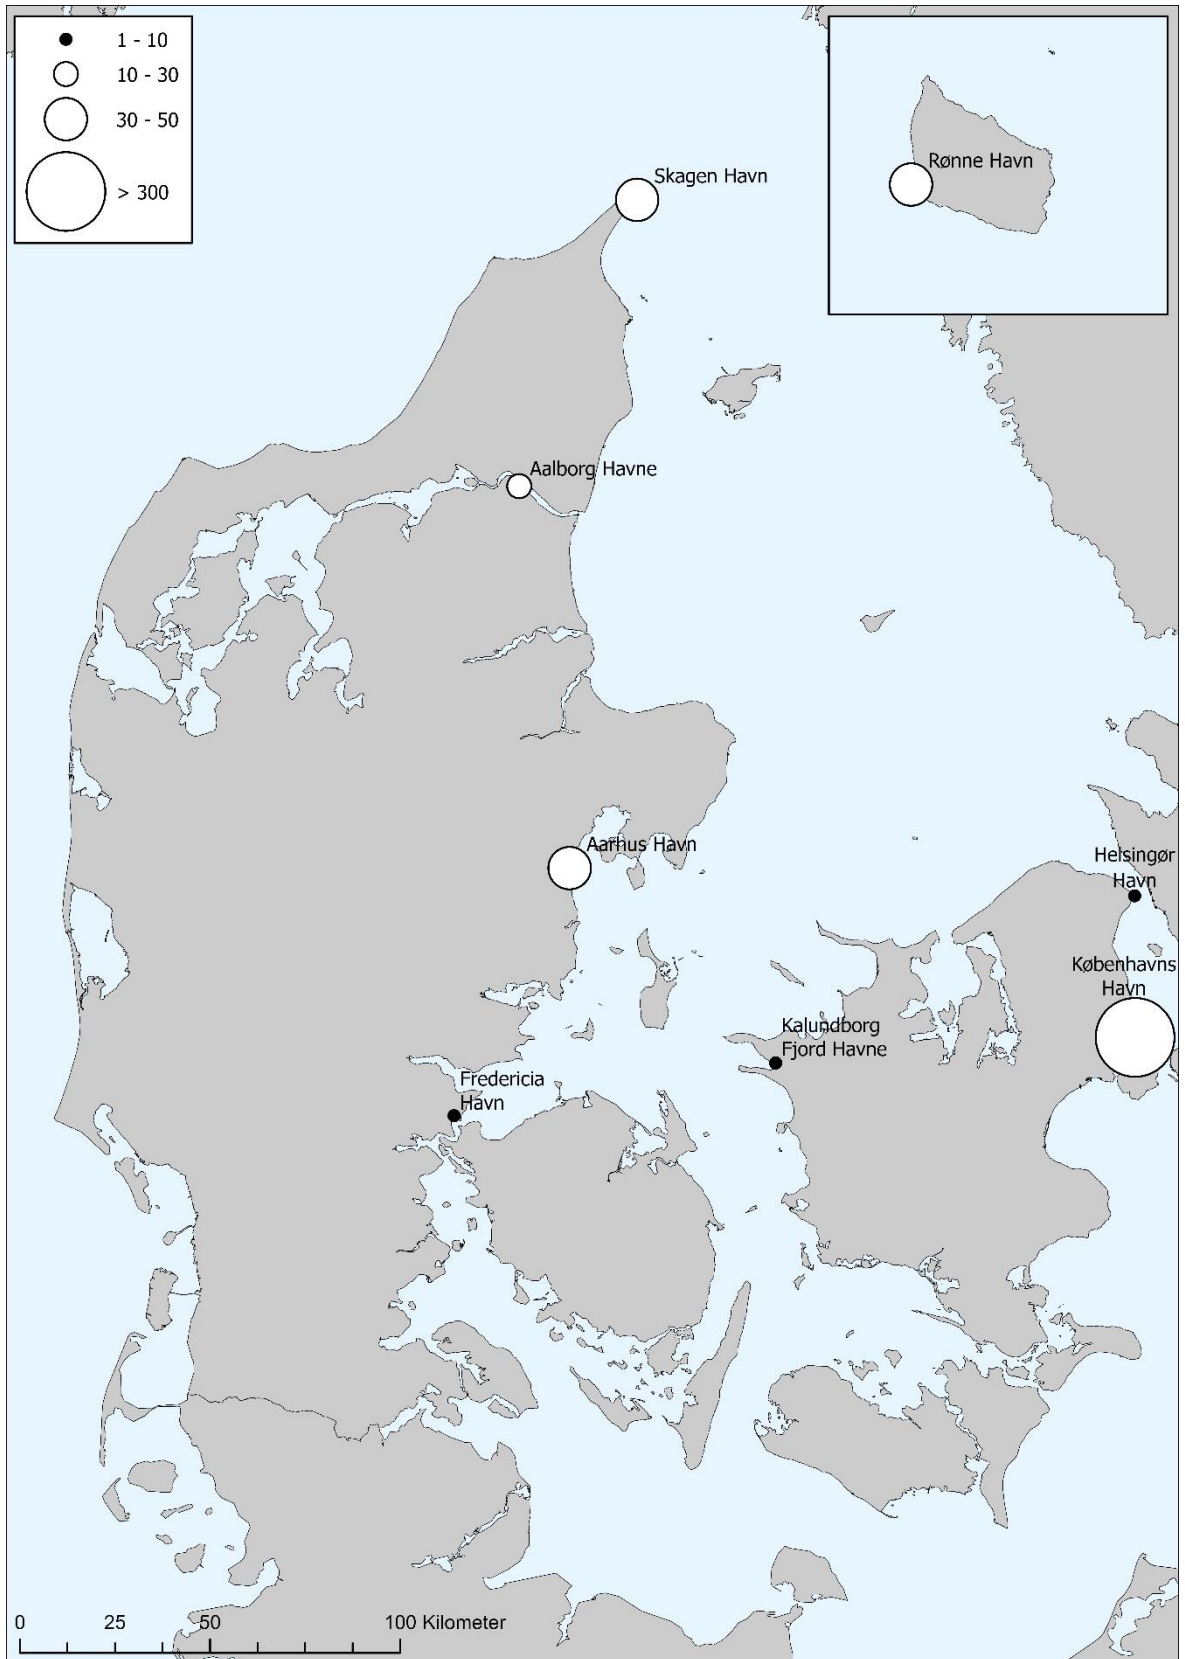 1 - 10
10 - 30
30 - 50
> 300
Rønne Havn
Skagen Havn
Aalborg Havne
Aarhus Havn
Helsingør
Havn
Københavns
Havn
Kalundborg
Fjord Havne
Fredericia
Havn
0 25 50 100 Kilometer